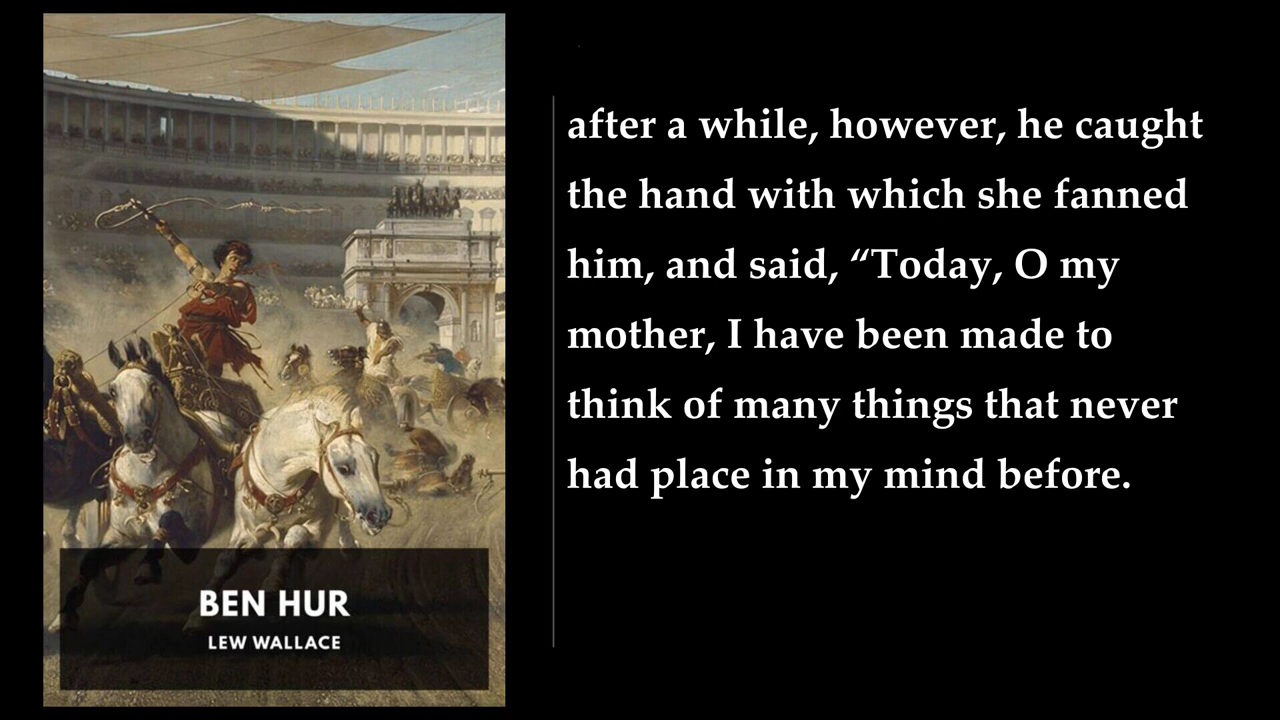 BEN HUR
LEW WALLACE
after a while, however, he caught
the hand with which she fanned
him, and said, “Today, O my
mother, I have been made to
think of many things that never
had place in my mind before.